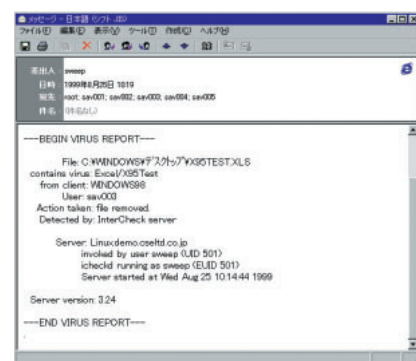 メッセージ - 日本語 (シフト JIS)
ファイル(F) 編集(E) 表示(V) ツール(T) 作成(C) ヘルプ(H)
差出人 sweep
日時 1999年8月25日 10:19
宛先 root; sav001; sav002; sav003; sav004; sav005
件名 (件名なし)
---BEGIN VIRUS REPORT---
File: C:¥WINDOWS¥デスクトップ¥X95TEST.XLS
contains virus: Excel/X95Test
from client: WINDOWS98
User: sav003
Action taken: file removed
Detected by: InterCheck server
Server: Linux.demo.cseltd.co.jp
invoked by user sweep (UID 501)
icheckd running as sweep (EUID 501)
Server started at Wed Aug 25 10:14:44 1999
Server version: 3.24
---END VIRUS REPORT---